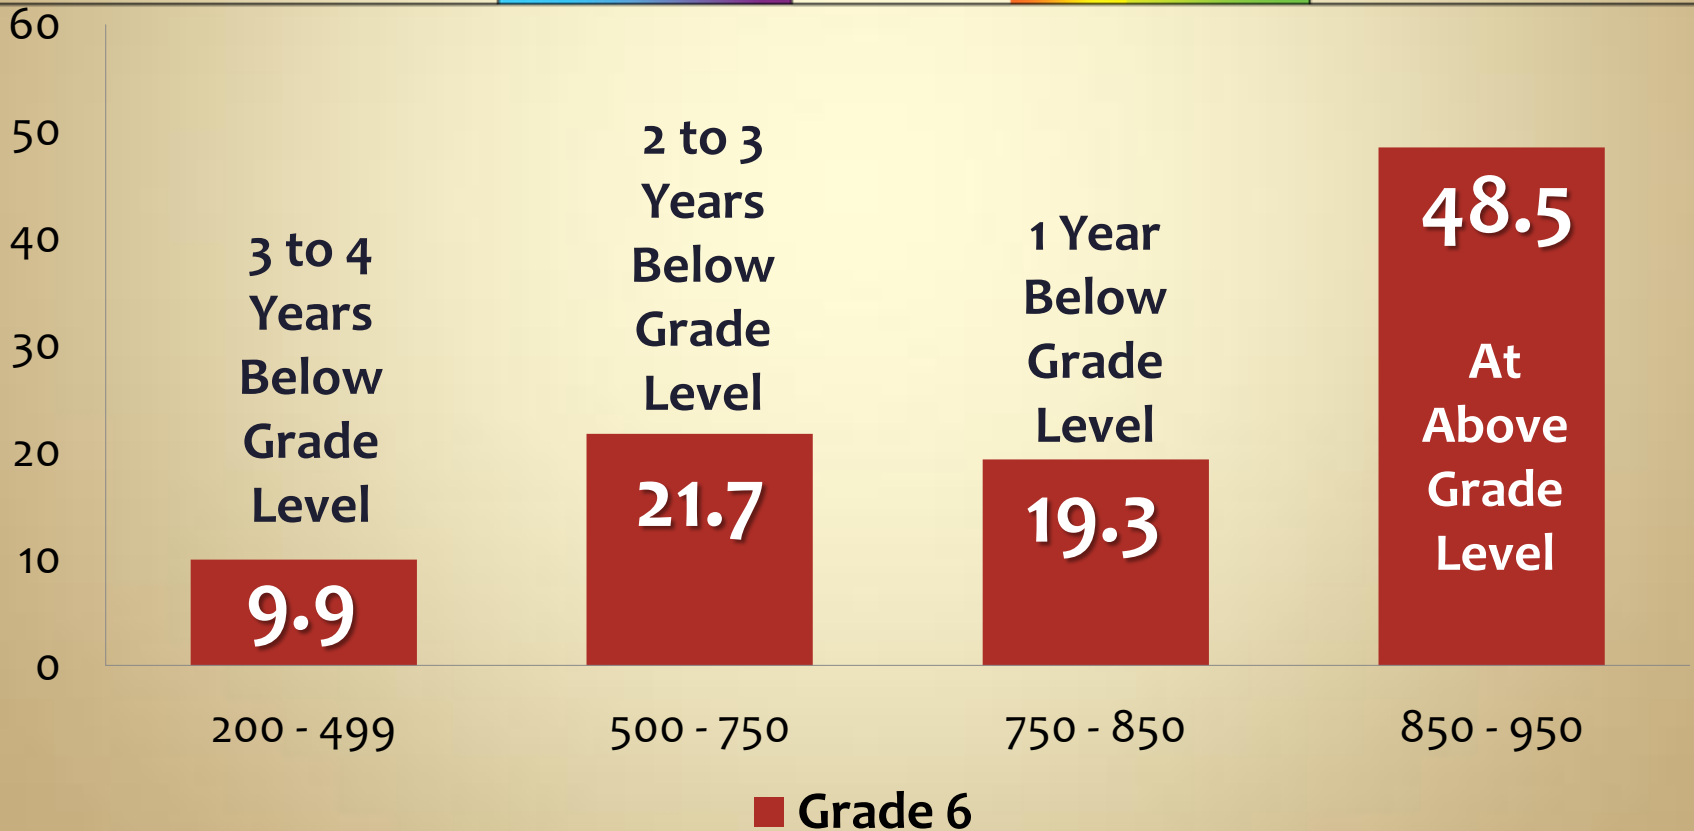 60
50
40
30
20
10
0
3 to 4
Years
Below
Grade
Level
9.9
2 to 3
Years
Below
Grade
Level
21.7
1 Year
Below
Grade
Level
19.3
48.5
At
Above
Grade
Level
200 - 499
500 - 750
750 - 850
850 - 950
Grade 6